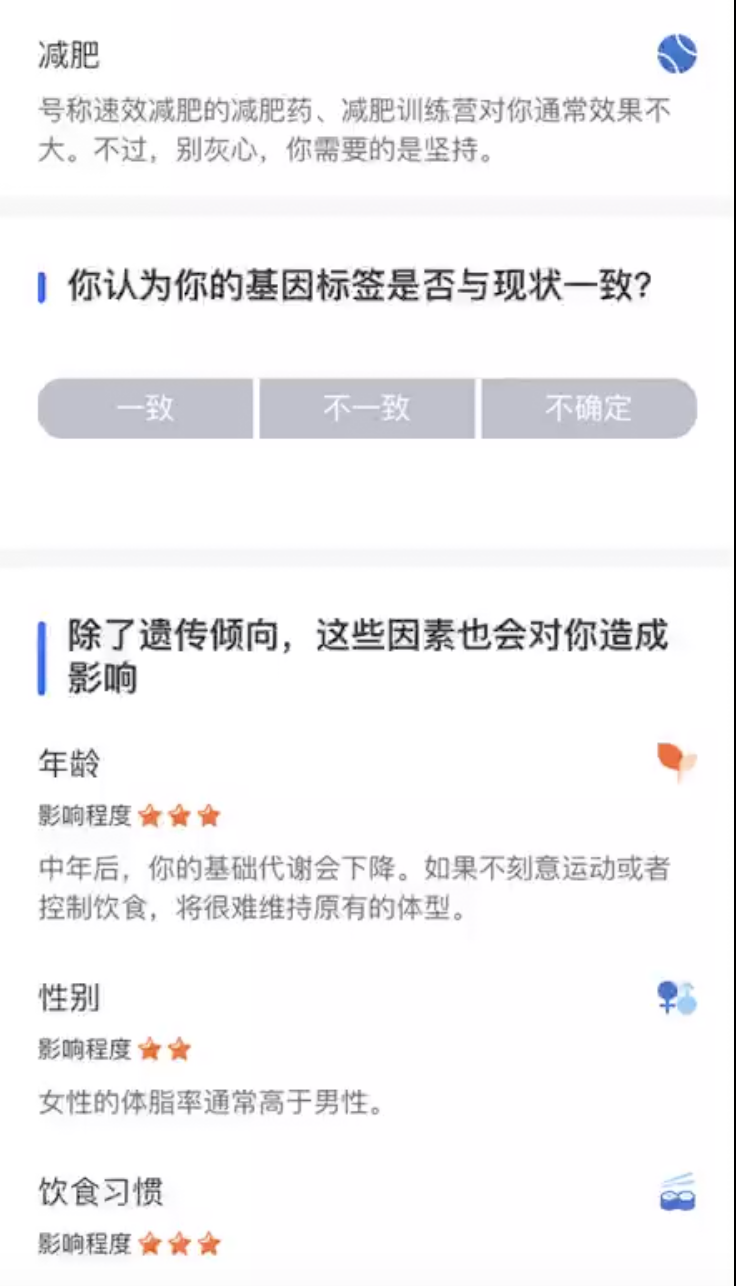 减肥
号称速效减肥的减肥药、减肥训练营对你通常效果不
大。不过，别灰心，你需要的是坚持。
你认为你的基因标签是否与现状一致?
一致 不一致 不确定
除了遗传倾向，这些因素也会对你造成
影响
年龄
影响程度
中年后，你的基础代谢会下降。如果不刻意运动或者
控制饮食，将很难维持原有的体型。
性别
影响程度
女性的体脂率通常高于男性。
饮食习惯
影响程度